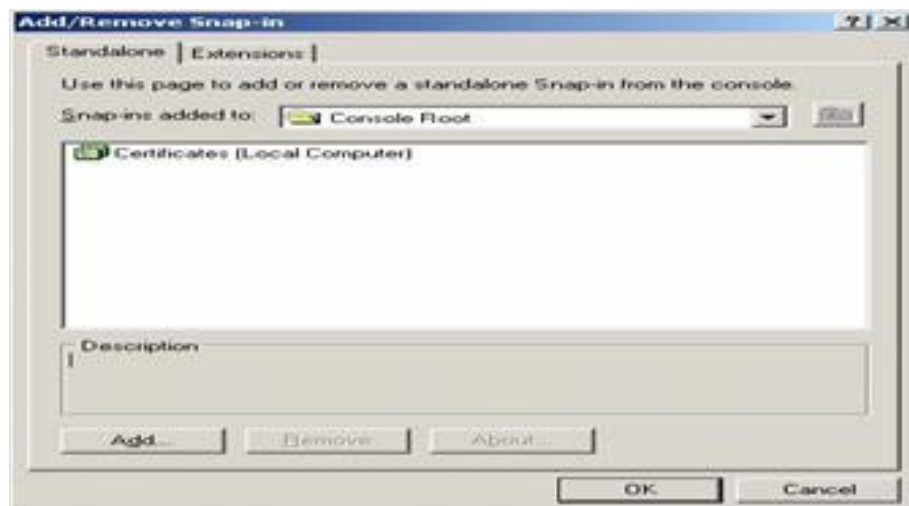 Add/Remove Snap-in
Standalone Extensions
Use this page to add or remove a standalone Snap-in from the console.
Snap-ins added to: Console Root
Certificates (Local Computer)
Description
Add... Remove About...
OK Cancel